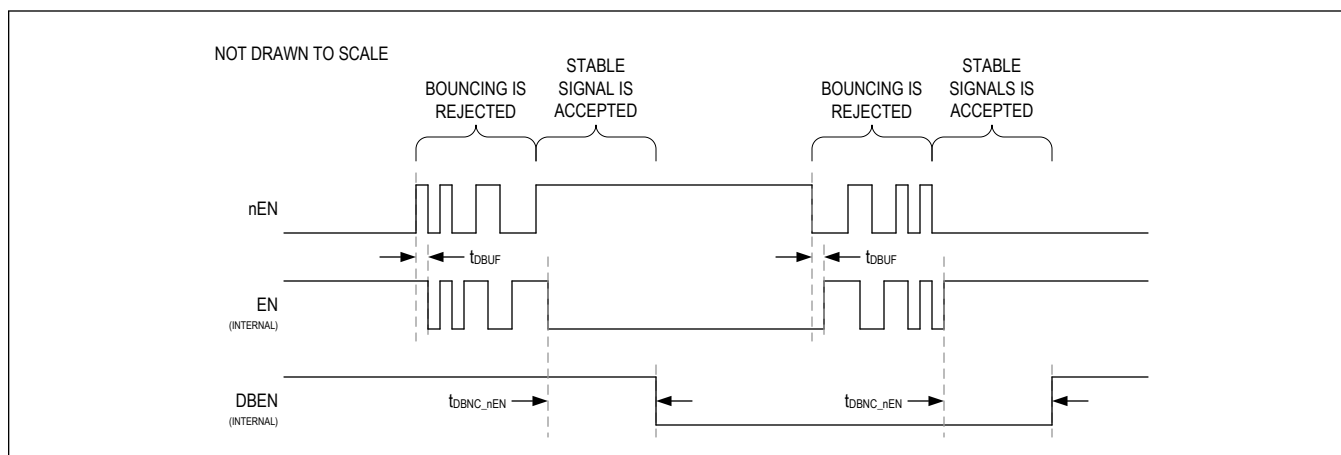 NOT DRAWN TO SCALE
BOUNCING IS
REJECTED
STABLE
SIGNAL IS
ACCEPTED
BOUNCING IS
REJECTED
STABLE
SIGNALS IS
ACCEPTED
nEN
tDBUF
tDBUF
EN
(INTERNAL)
DBEN
(INTERNAL)
tDBNC_nEN
tDBNC_nEN